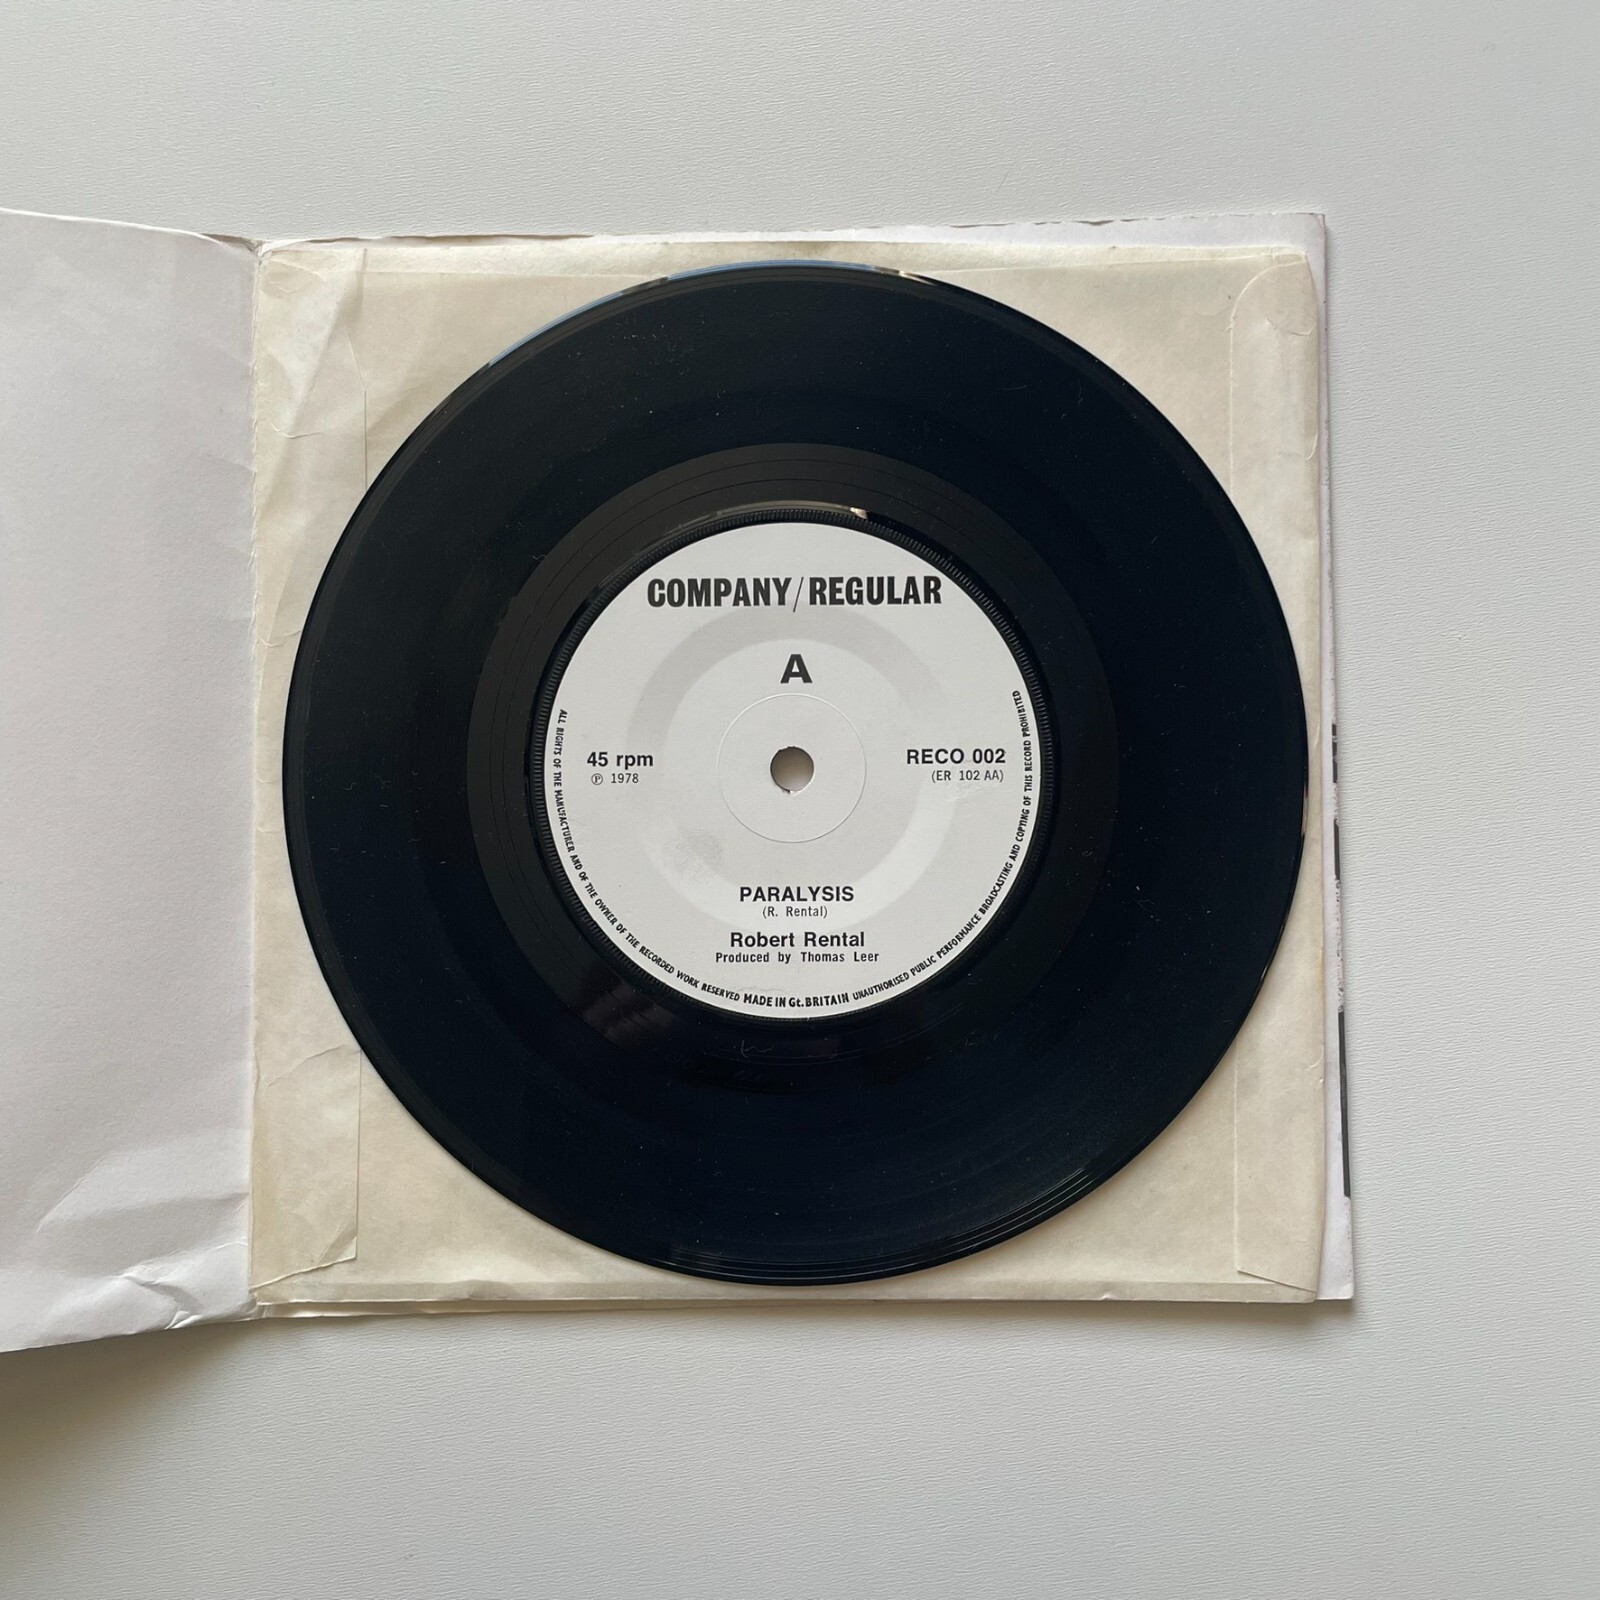 COMPANY/REGULAR
A
45 rpm
℗ 1978
RECO 002
(ER 102 AA)
PARALYSIS
(R. Rental)
Robert Rental
Produced by Thomas Leer
ALL RIGHTS OF THE MANUFACTURER AND OF THE OWNER OF THE RECORDED WORK RESERVED MADE IN Gt. BRITAIN UNAUTHORISED PUBLIC PERFORMANCE BROADCASTING AND COPYING OF THIS RECORD PROHIBITED